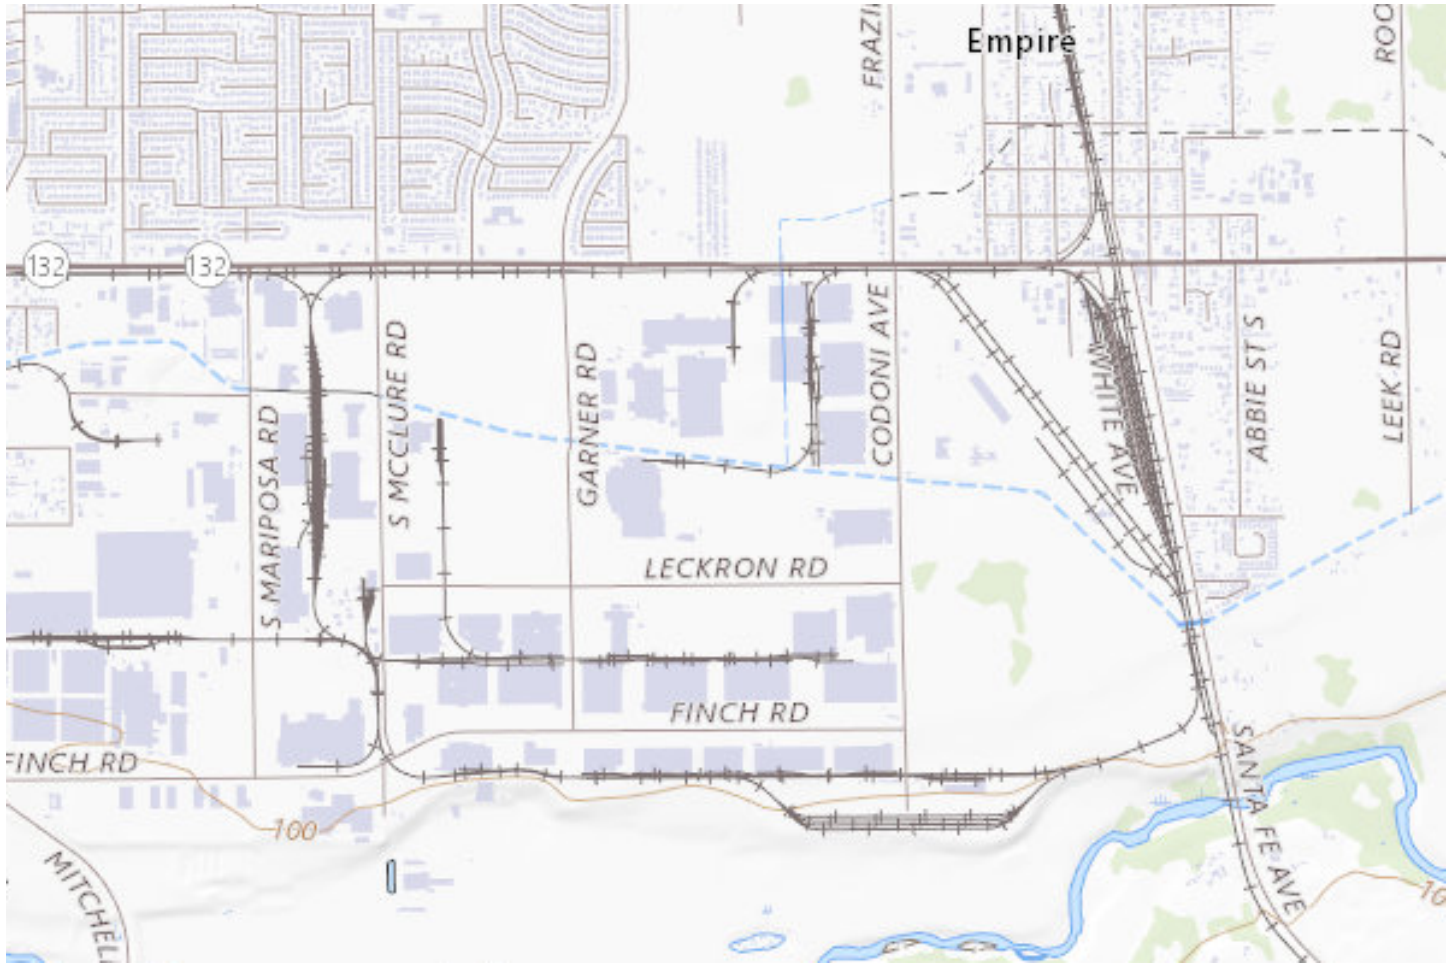 FRAZI
Empire
ROO
132
132
S MARIPOSA RD
S MCCLURE RD
GARNER RD
CODONI AVE
WHITE AVE
ABBIE ST S
LEEK RD
LECKRON RD
FINCH RD
FINCH RD
SANTA FE AVE
100
MITCHELL
10